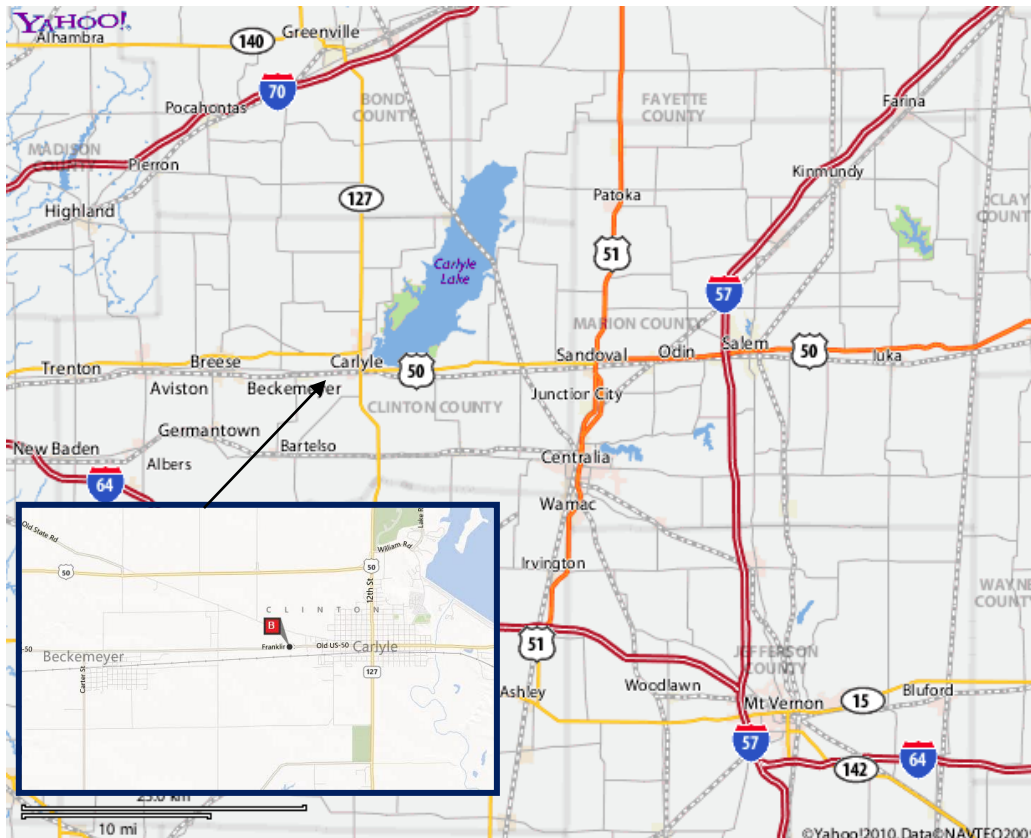 YAHOO!
Alhambra
140
Greenville
70
Pocahontas
BOND
COUNTY
FAYETTE
COUNTY
Farina
MADISON
COUNTY
Pierron
Kinmundy
127
Patoka
CLAY
COUNTY
Highland
51
Carlyle
Lake
57
MARION COUNTY
Trenton
Breese
Carlyle
50
Sandoval
Odin
Salem
50
Iuka
Aviston
Beckemeyer
CLINTON COUNTY
Junction City
Germantown
New Baden
Bartelso
Albers
Centralia
64
Wamac
Irvington
WAYNE
COUNTY
51
JEFFERSON
COUNTY
Ashley
Woodlawn
Mt Vernon
15
Bluford
57
142
64
Old State Rd
Lake R
William Rd
50
50
12th St
CLINTON
B
-50
Franklin
Old US-50
Carlyle
Beckemeyer
Carter St
127
25.0 km
10 mi
©Yahoo!2010 Data©NAVTEQ200